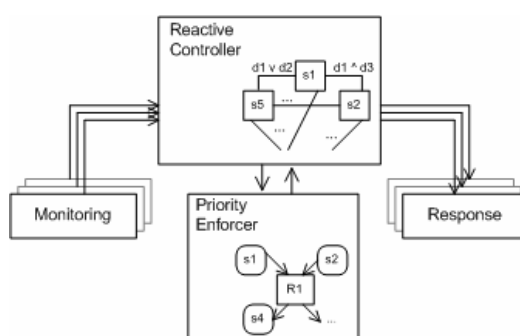 Reactive
Controller
d1 v d2
s1
d1 ^ d3
s5
...
s2
...
...
Monitoring
Response
Priority
Enforcer
s1
s2
R1
s4
...